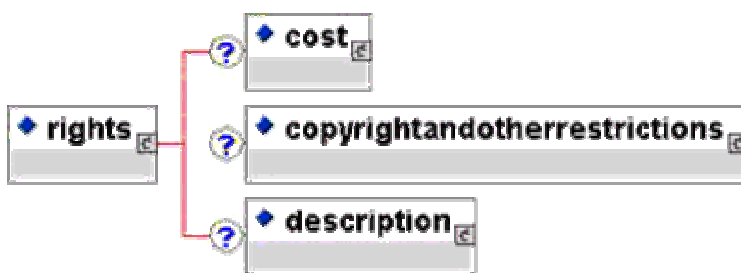 cost
?
rights
?
copyrightandotherrestrictions
?
description